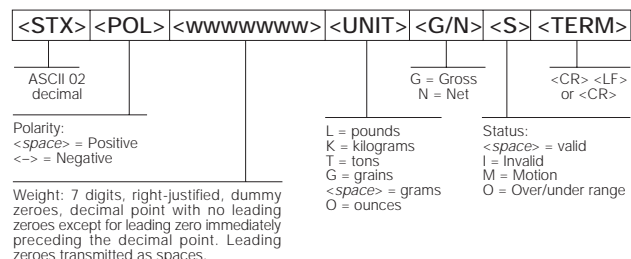 <STX> <POL> <wwwwwww> <UNIT> <G/N> <S> <TERM>
ASCII 02
decimal
G = Gross
N = Net
<CR> <LF>
or <CR>
Polarity:
<space> = Positive
<–> = Negative
L = pounds
K = kilograms
T = tons
G = grains
<space> = grams
O = ounces
Status:
<space> = valid
I = Invalid
M = Motion
O = Over/under range
Weight: 7 digits, right-justified, dummy
zeroes, decimal point with no leading
zeroes except for leading zero immediately
preceding the decimal point. Leading
zeroes transmitted as spaces.